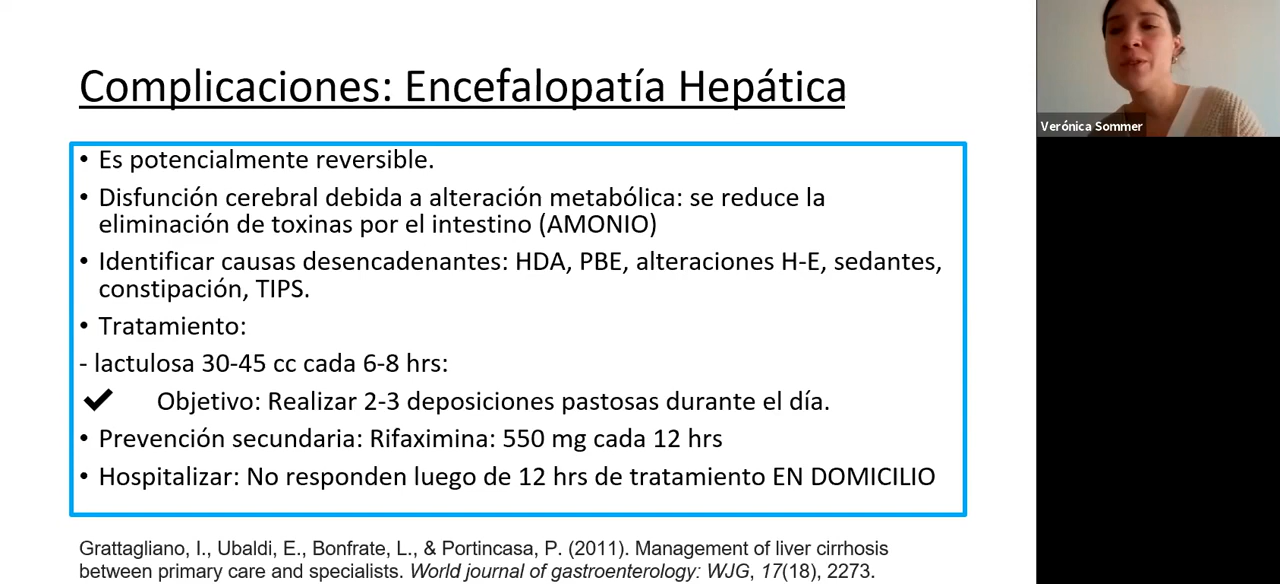 Complicaciones: Encefalopatía Hepática
• Es potencialmente reversible.
• Disfunción cerebral debida a alteración metabólica: se reduce la
eliminación de toxinas por el intestino (AMONIO)
• Identificar causas desencadenantes: HDA, PBE, alteraciones H-E, sedantes,
constipación, TIPS.
• Tratamiento:
- lactulosa 30-45 cc cada 6-8 hrs:
✔ Objetivo: Realizar 2-3 deposiciones pastosas durante el día.
• Prevención secundaria: Rifaximina: 550 mg cada 12 hrs
• Hospitalizar: No responden luego de 12 hrs de tratamiento EN DOMICILIO
Grattagliano, I., Ubaldi, E., Bonfrate, L., & Portincasa, P. (2011). Management of liver cirrhosis
between primary care and specialists. World journal of gastroenterology: WJG, 17(18), 2273.
Verónica Sommer